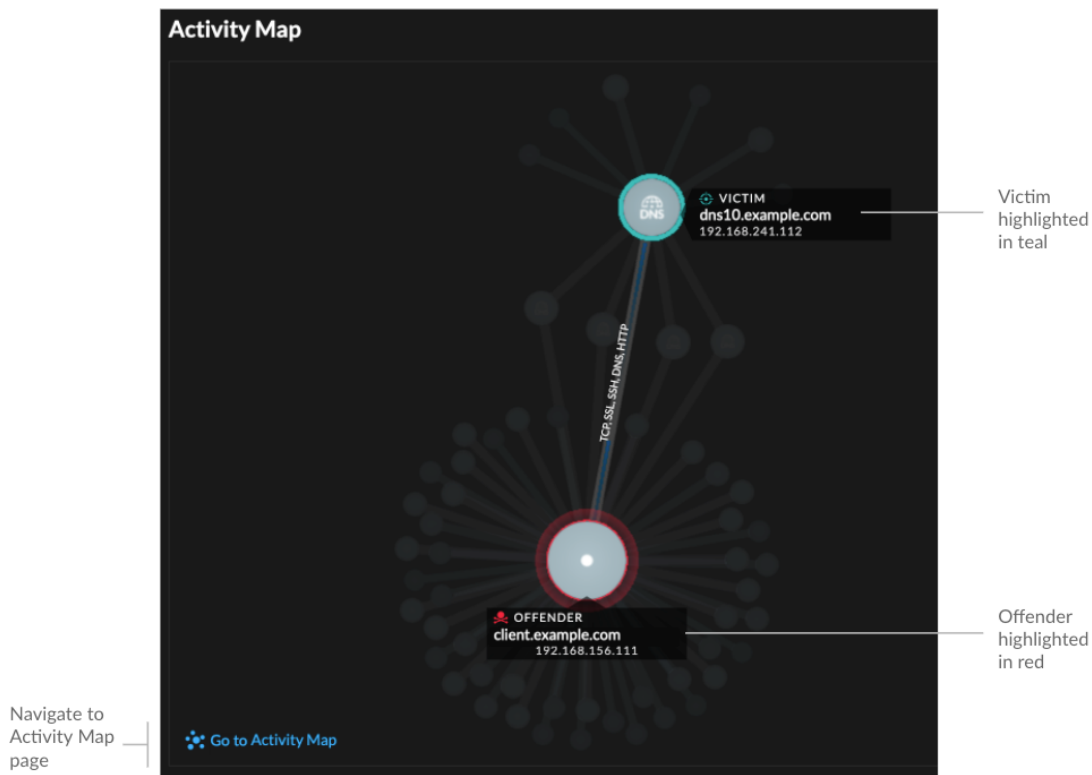 Activity Map
DNS
VICTIM
dns10.example.com
192.168.241.112
Victim
highlighted
in teal
TCP, SSL, SSH, DNS, HTTP
OFFENDER
client.example.com
192.168.156.111
Offender
highlighted
in red
Navigate to
Activity Map
page
Go to Activity Map